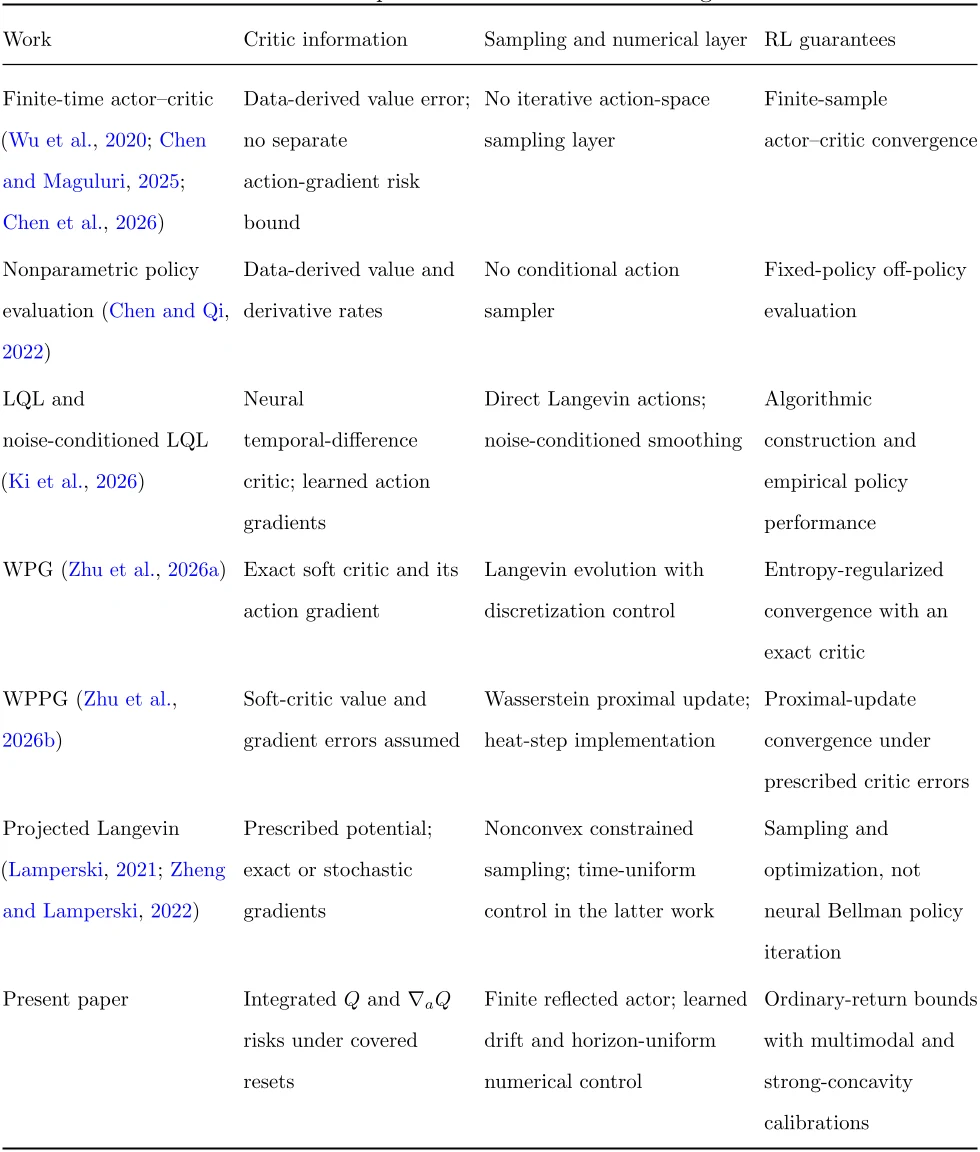 Work Critic information Sampling and numerical layer RL guarantees
Finite-time actor–critic Data-derived value error; No iterative action-space Finite-sample
(Wu et al., 2020; Chen no separate sampling layer actor–critic convergence
and Maguluri, 2025; action-gradient risk
Chen et al., 2026) bound
Nonparametric policy Data-derived value and No conditional action Fixed-policy off-policy
evaluation (Chen and Qi, derivative rates sampler evaluation
2022)
LQL and Neural Direct Langevin actions; Algorithmic
noise-conditioned LQL temporal-difference noise-conditioned smoothing construction and
(Ki et al., 2026) critic; learned action empirical policy
gradients performance
WPG (Zhu et al., 2026a) Exact soft critic and its Langevin evolution with Entropy-regularized
action gradient discretization control convergence with an
exact critic
WPPG (Zhu et al., Soft-critic value and Wasserstein proximal update; Proximal-update
2026b) gradient errors assumed heat-step implementation convergence under
prescribed critic errors
Projected Langevin Prescribed potential; Nonconvex constrained Sampling and
(Lamperski, 2021; Zheng exact or stochastic sampling; time-uniform optimization, not
and Lamperski, 2022) gradients control in the latter work neural Bellman policy
iteration
Present paper Integrated Q and ∇aQ Finite reflected actor; learned Ordinary-return bounds
risks under covered drift and horizon-uniform with multimodal and
resets numerical control strong-concavity
calibrations